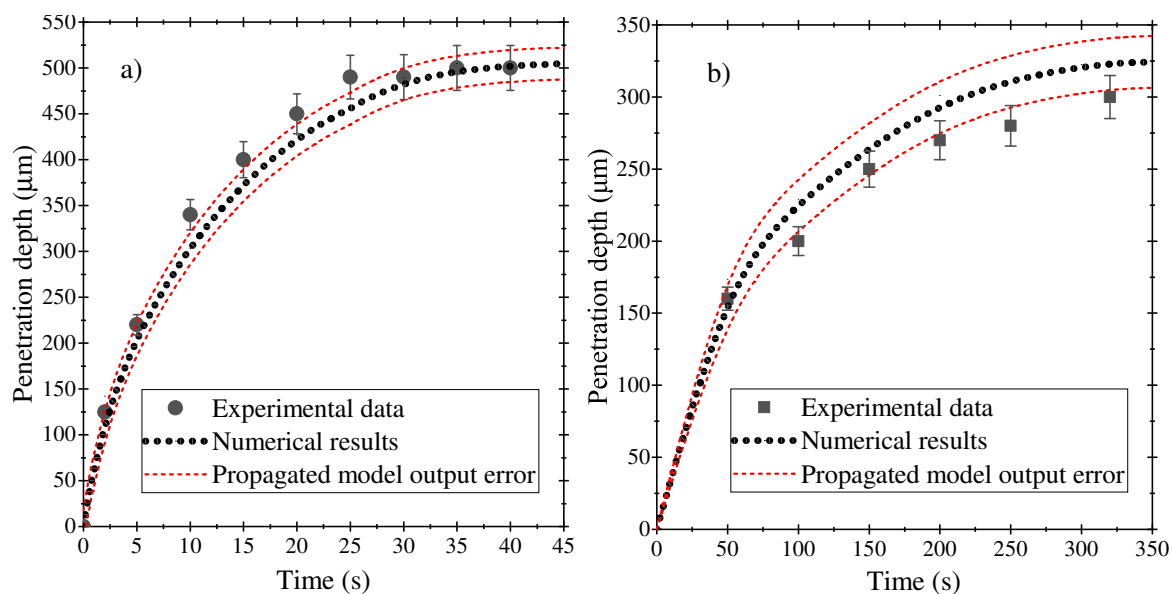 a)
Penetration depth (μm)
550
500
450
400
350
300
250
200
150
100
50
0
Experimental data
Numerical results
Propagated model output error
0 5 10 15 20 25 30 35 40 45
Time (s)
b)
Penetration depth (μm)
350
300
250
200
150
100
50
0
Experimental data
Numerical results
Propagated model output error
0 50 100 150 200 250 300 350
Time (s)